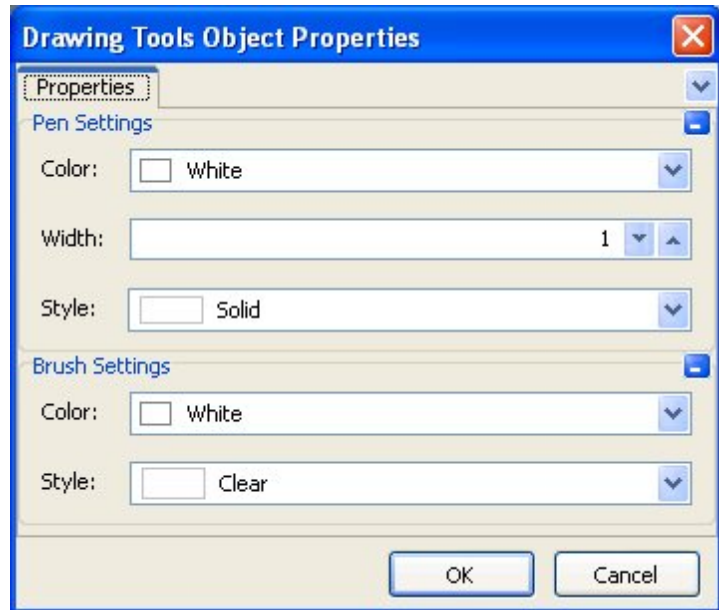 Drawing Tools Object Properties
Properties
Pen Settings
Color: White
Width: 1
Style: Solid
Brush Settings
Color: White
Style: Clear
OK Cancel